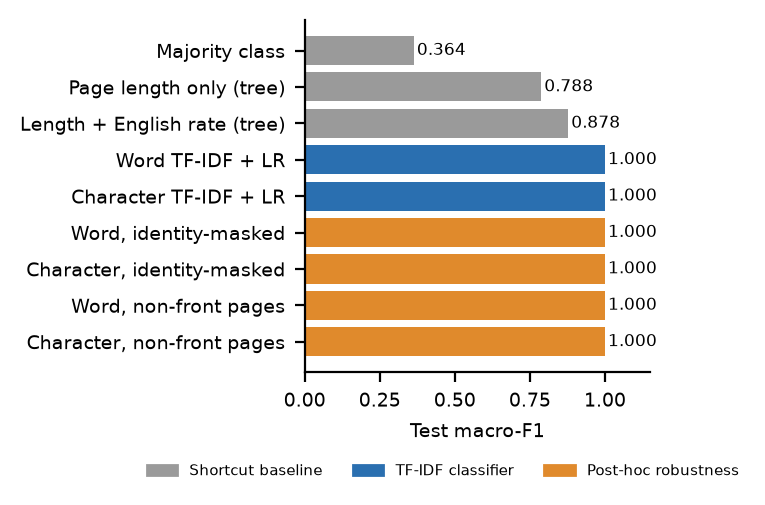 Majority class 0.364
Page length only (tree) 0.788
Length + English rate (tree) 0.878
Word TF-IDF + LR 1.000
Character TF-IDF + LR 1.000
Word, identity-masked 1.000
Character, identity-masked 1.000
Word, non-front pages 1.000
Character, non-front pages 1.000
0.00 0.25 0.50 0.75 1.00
Test macro-F1
Shortcut baseline TF-IDF classifier Post-hoc robustness